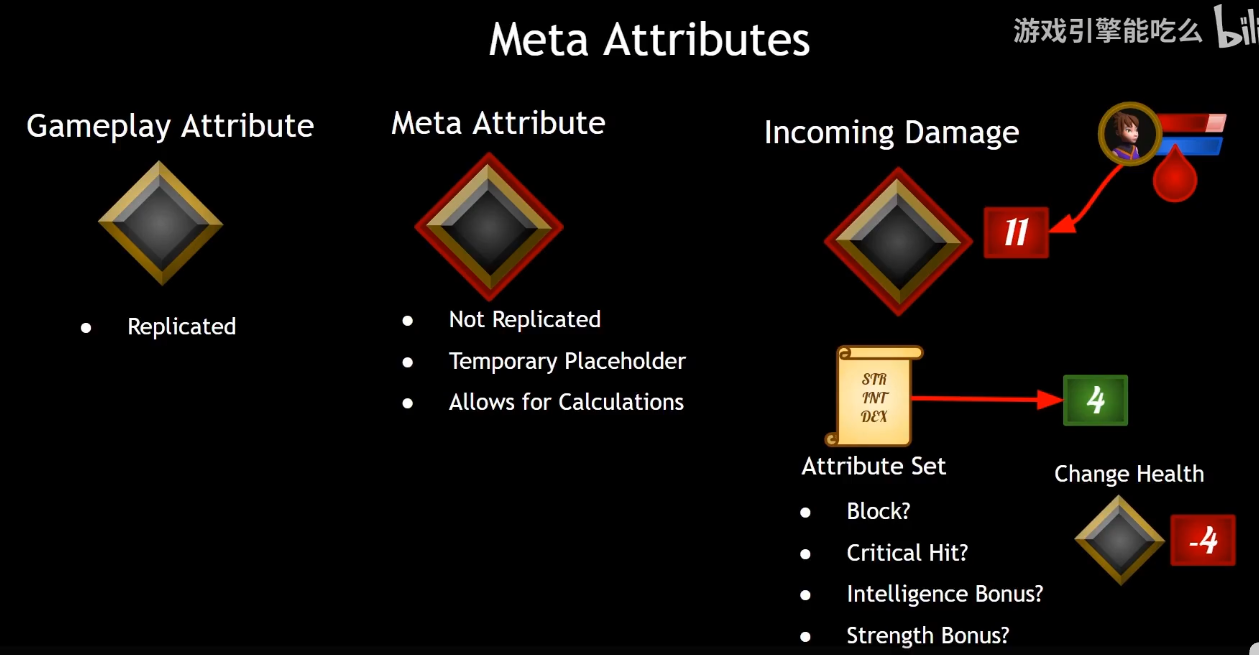 Meta Attributes
游戏引擎能吃么
Gameplay Attribute
Replicated
Meta Attribute
Not Replicated
Temporary Placeholder
Allows for Calculations
Incoming Damage
11
STR
INT
DEX
4
Attribute Set
Block?
Critical Hit?
Intelligence Bonus?
Strength Bonus?
Change Health
-4